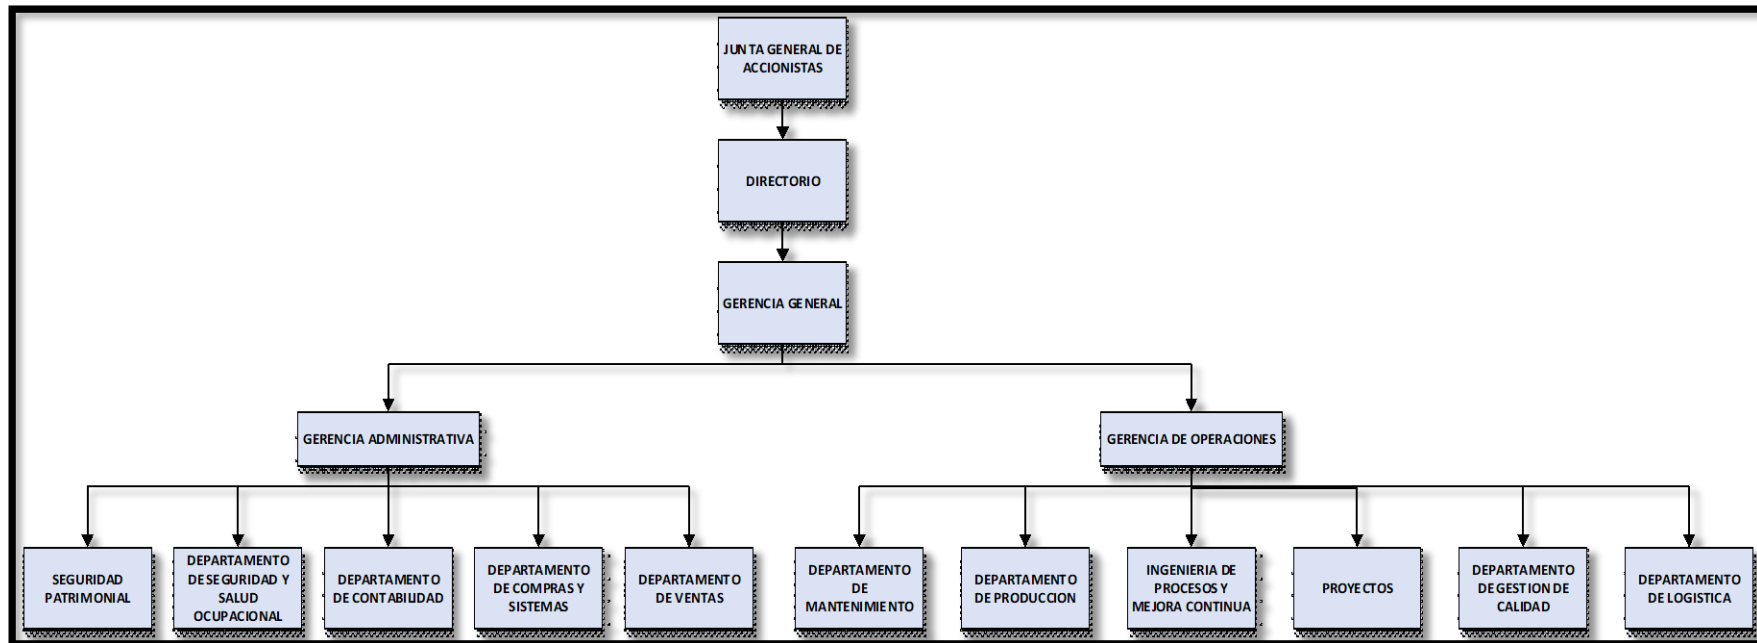 JUNTA GENERAL DE
ACCIONISTAS
DIRECTORIO
GERENCIA GENERAL
GERENCIA ADMINISTRATIVA
GERENCIA DE OPERACIONES
SEGURIDAD
PATRIMONIAL
DEPARTAMENTO
DE SEGURIDAD Y
SALUD
OCUPACIONAL
DEPARTAMENTO
DE CONTABILIDAD
DEPARTAMENTO
DE COMPRAS Y
SISTEMAS
DEPARTAMENTO
DE VENTAS
DEPARTAMENTO
DE
MANTENIMIENTO
DEPARTAMENTO
DE PRODUCCION
INGENIERIA DE
PROCESOS Y
MEJORA CONTINUA
PROYECTOS
DEPARTAMENTO
DE GESTION DE
CALIDAD
DEPARTAMENTO
DE LOGISTICA